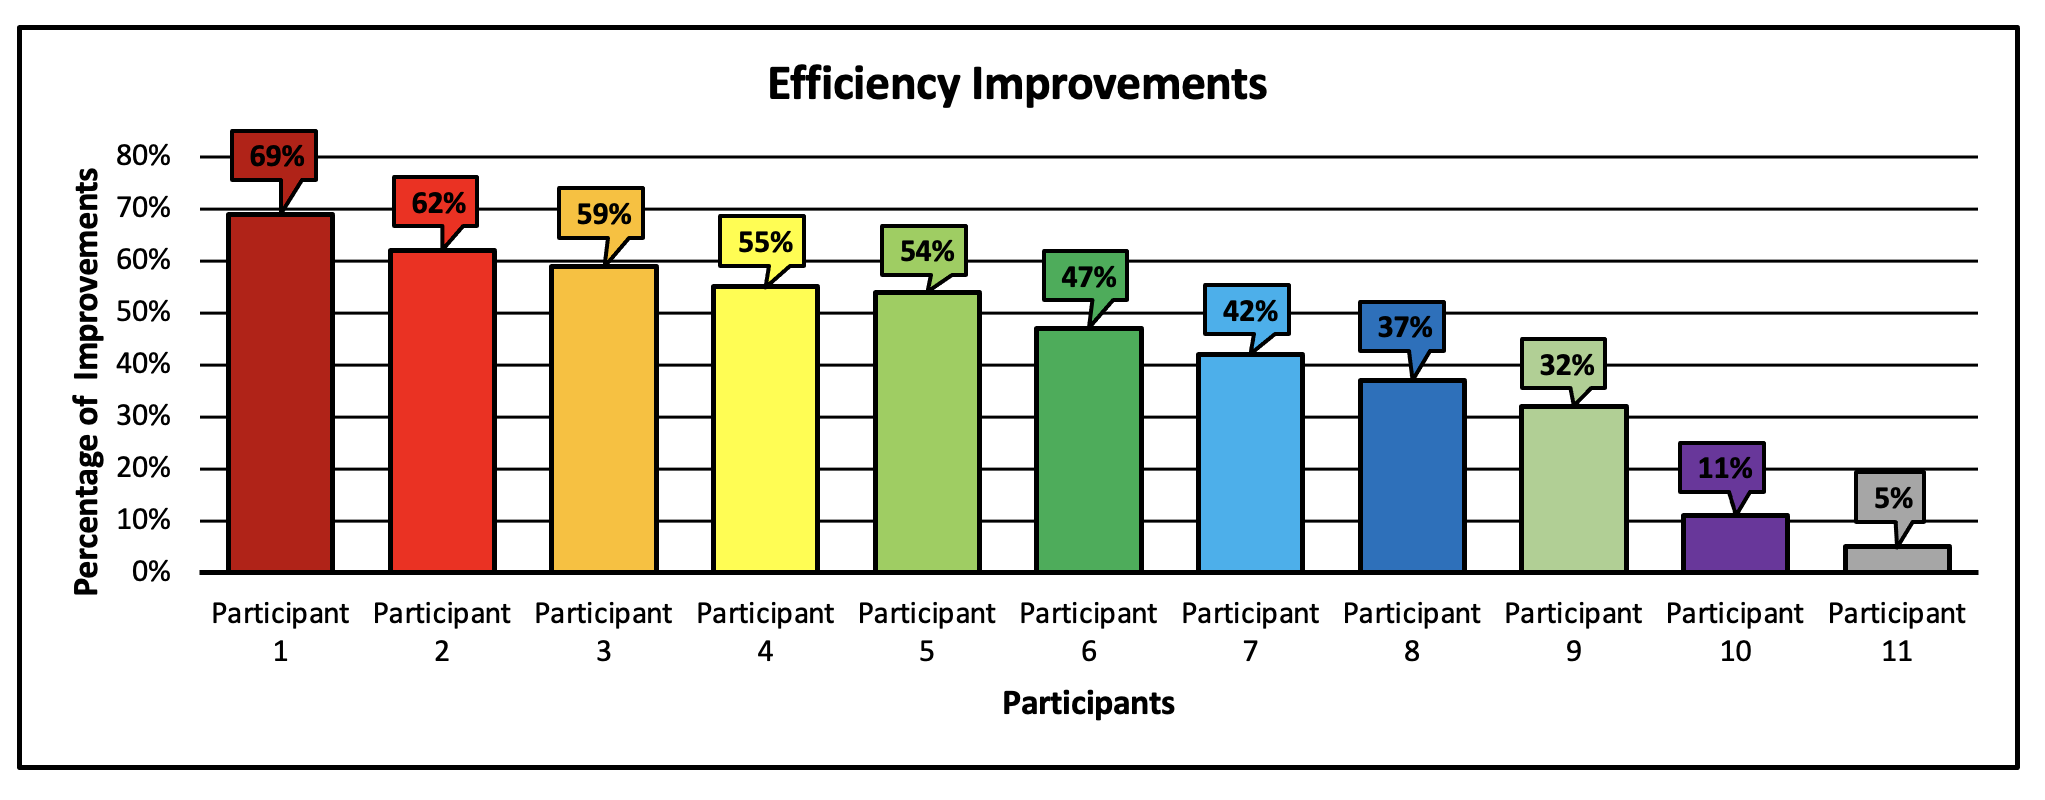 Efficiency Improvements
69%
62%
59%
55%
54%
47%
42%
37%
32%
11%
5%
80%
70%
60%
50%
40%
30%
20%
10%
0%
Percentage of Improvements
Participant 1
Participant 2
Participant 3
Participant 4
Participant 5
Participant 6
Participant 7
Participant 8
Participant 9
Participant 10
Participant 11
Participants